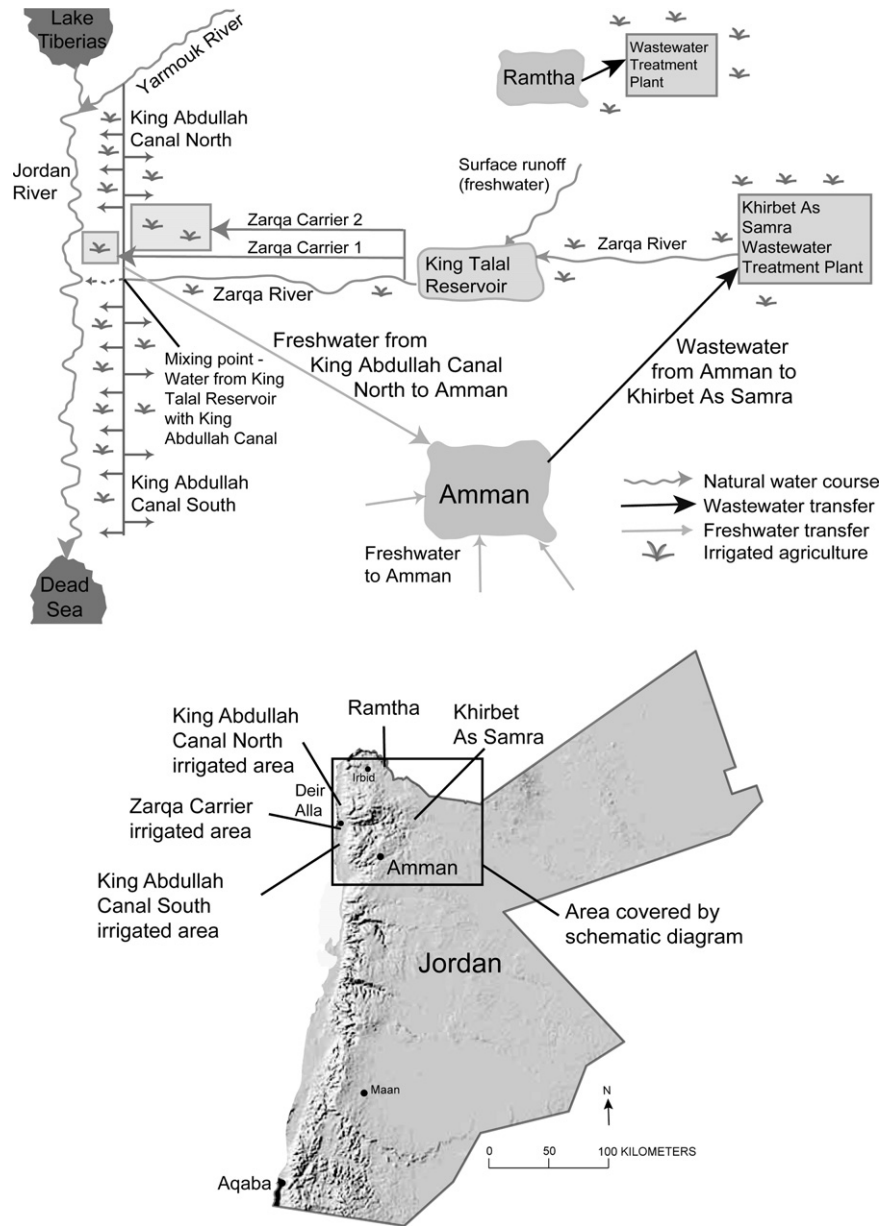 Lake
Tiberias
Yarmouk River
King Abdullah
Canal North
Jordan
River
Ramtha
Wastewater
Treatment
Plant
Surface runoff
(freshwater)
Zarqa Carrier 2
Zarqa Carrier 1
King Talal
Reservoir
Zarqa River
Khirbet As
Samra
Wastewater
Treatment Plant
Zarqa River
Mixing point -
Water from King
Talal Reservoir
with King
Abdullah Canal
Freshwater from
King Abdullah Canal
North to Amman
Wastewater
from Amman to
Khirbet As Samra
King Abdullah
Canal South
Amman
Freshwater
to Amman
Natural water course
Wastewater transfer
Freshwater transfer
Irrigated agriculture
Dead
Sea
King Abdullah
Canal North
irrigated area
Ramtha
Khirbet
As Samra
Irbid
Deir
Alla
Zarqa Carrier
irrigated area
Amman
King Abdullah
Canal South
irrigated area
Area covered by
schematic diagram
Jordan
Maan
N
0 50 100 KILOMETERS
Aqaba